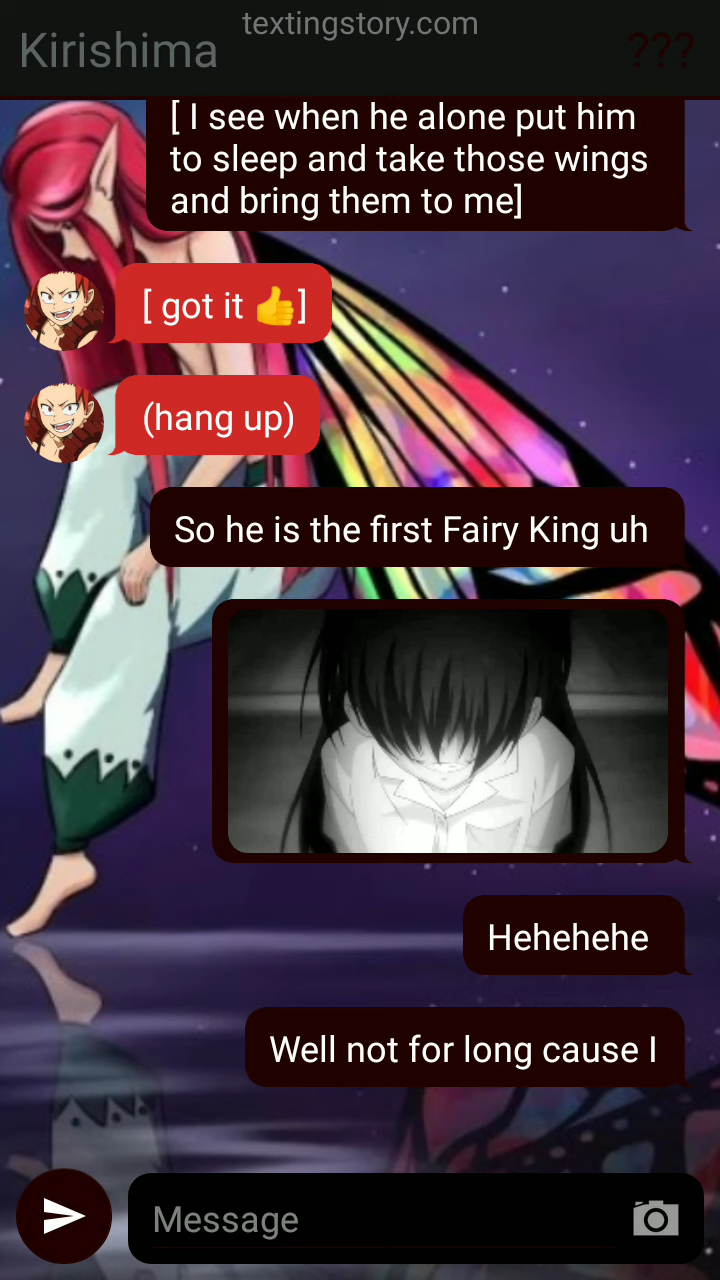 textingstory.com
Kirishima
???
[ I see when he alone put him
to sleep and take those wings
and bring them to me]
[ got it 👍]
(hang up)
So he is the first Fairy King uh
Hehehehe
Well not for long cause I
Message